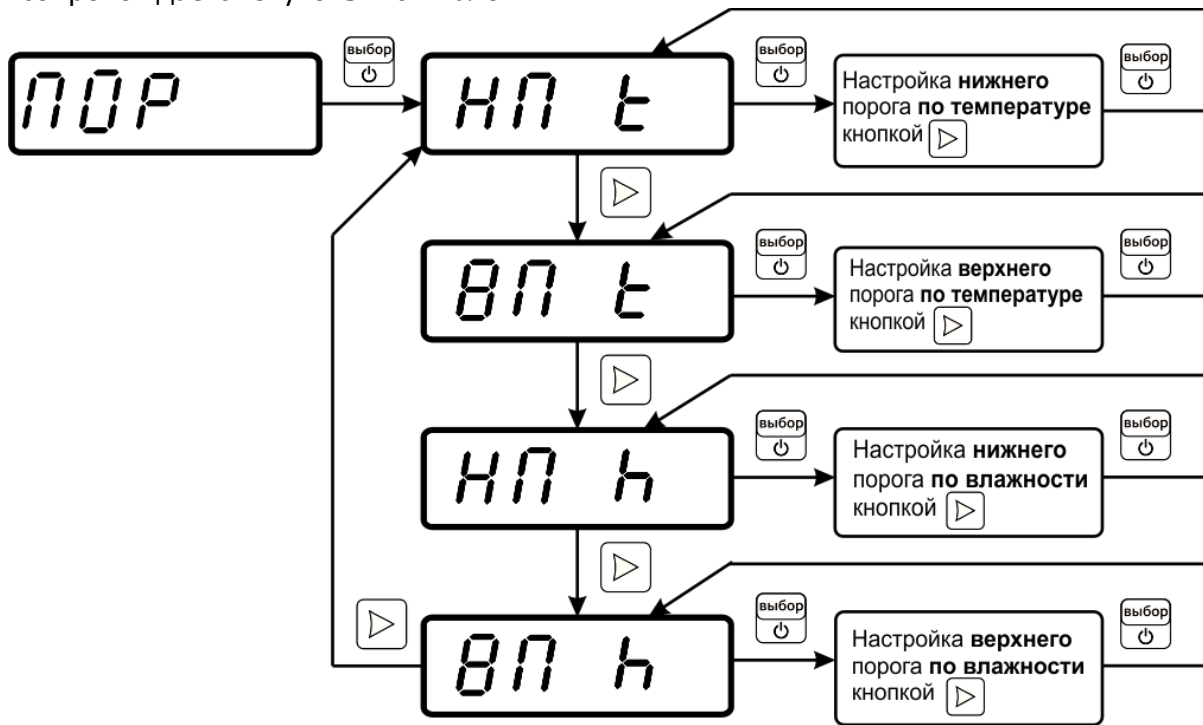 выбор
выбор
выбор
ПОР
НП t
Настройка нижнего
порога по температуре
кнопкой
выбор
выбор
ВП t
Настройка верхнего
порога по температуре
кнопкой
выбор
выбор
НП h
Настройка нижнего
порога по влажности
кнопкой
выбор
выбор
ВП h
Настройка верхнего
порога по влажности
кнопкой